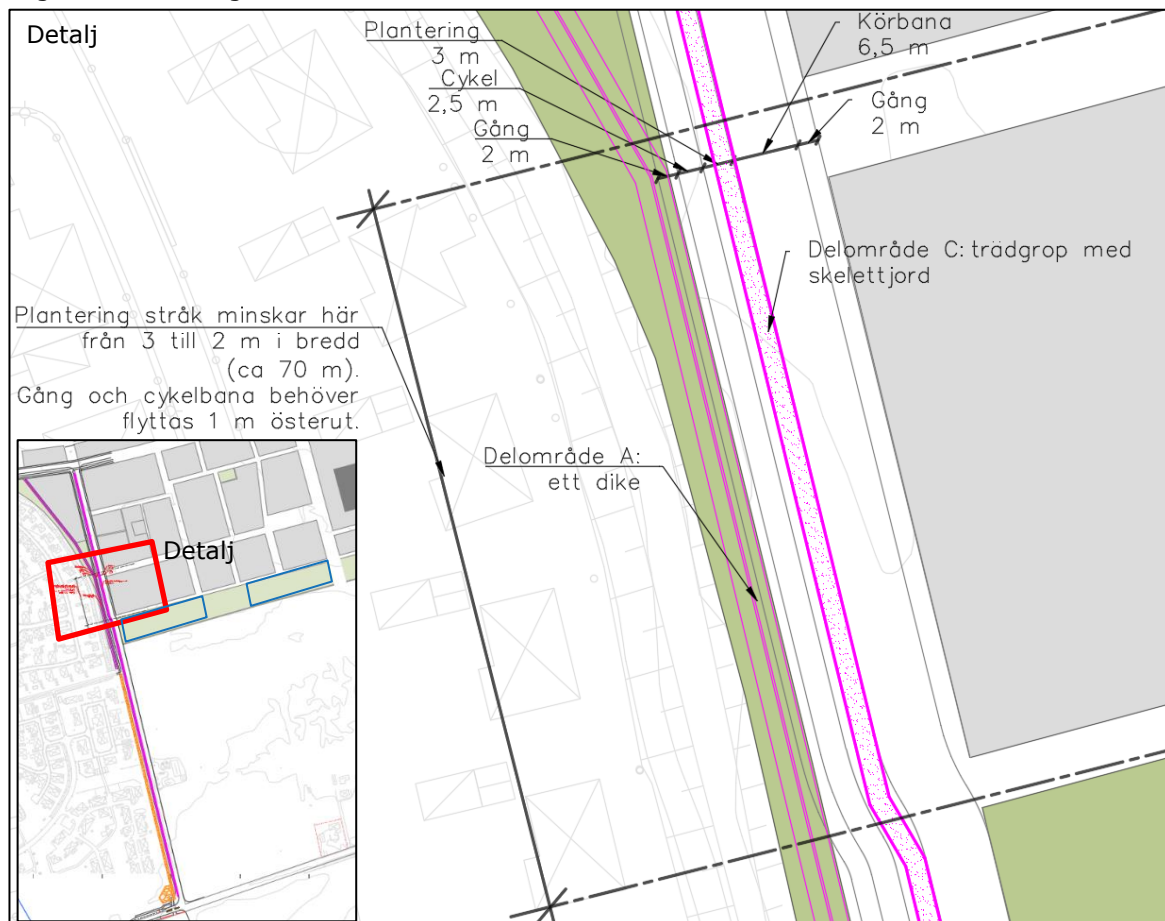 Detalj
Plantering
3 m
Cykel
2,5 m
Gång
2 m
Körbana
6,5 m
Gång
2 m
Delområde C: trädgrop med
skelettjord
Plantering stråk minskar här
från 3 till 2 m i bredd
(ca 70 m).
Gång och cykelbana behöver
flyttas 1 m österut.
Delområde A:
ett dike
Detalj